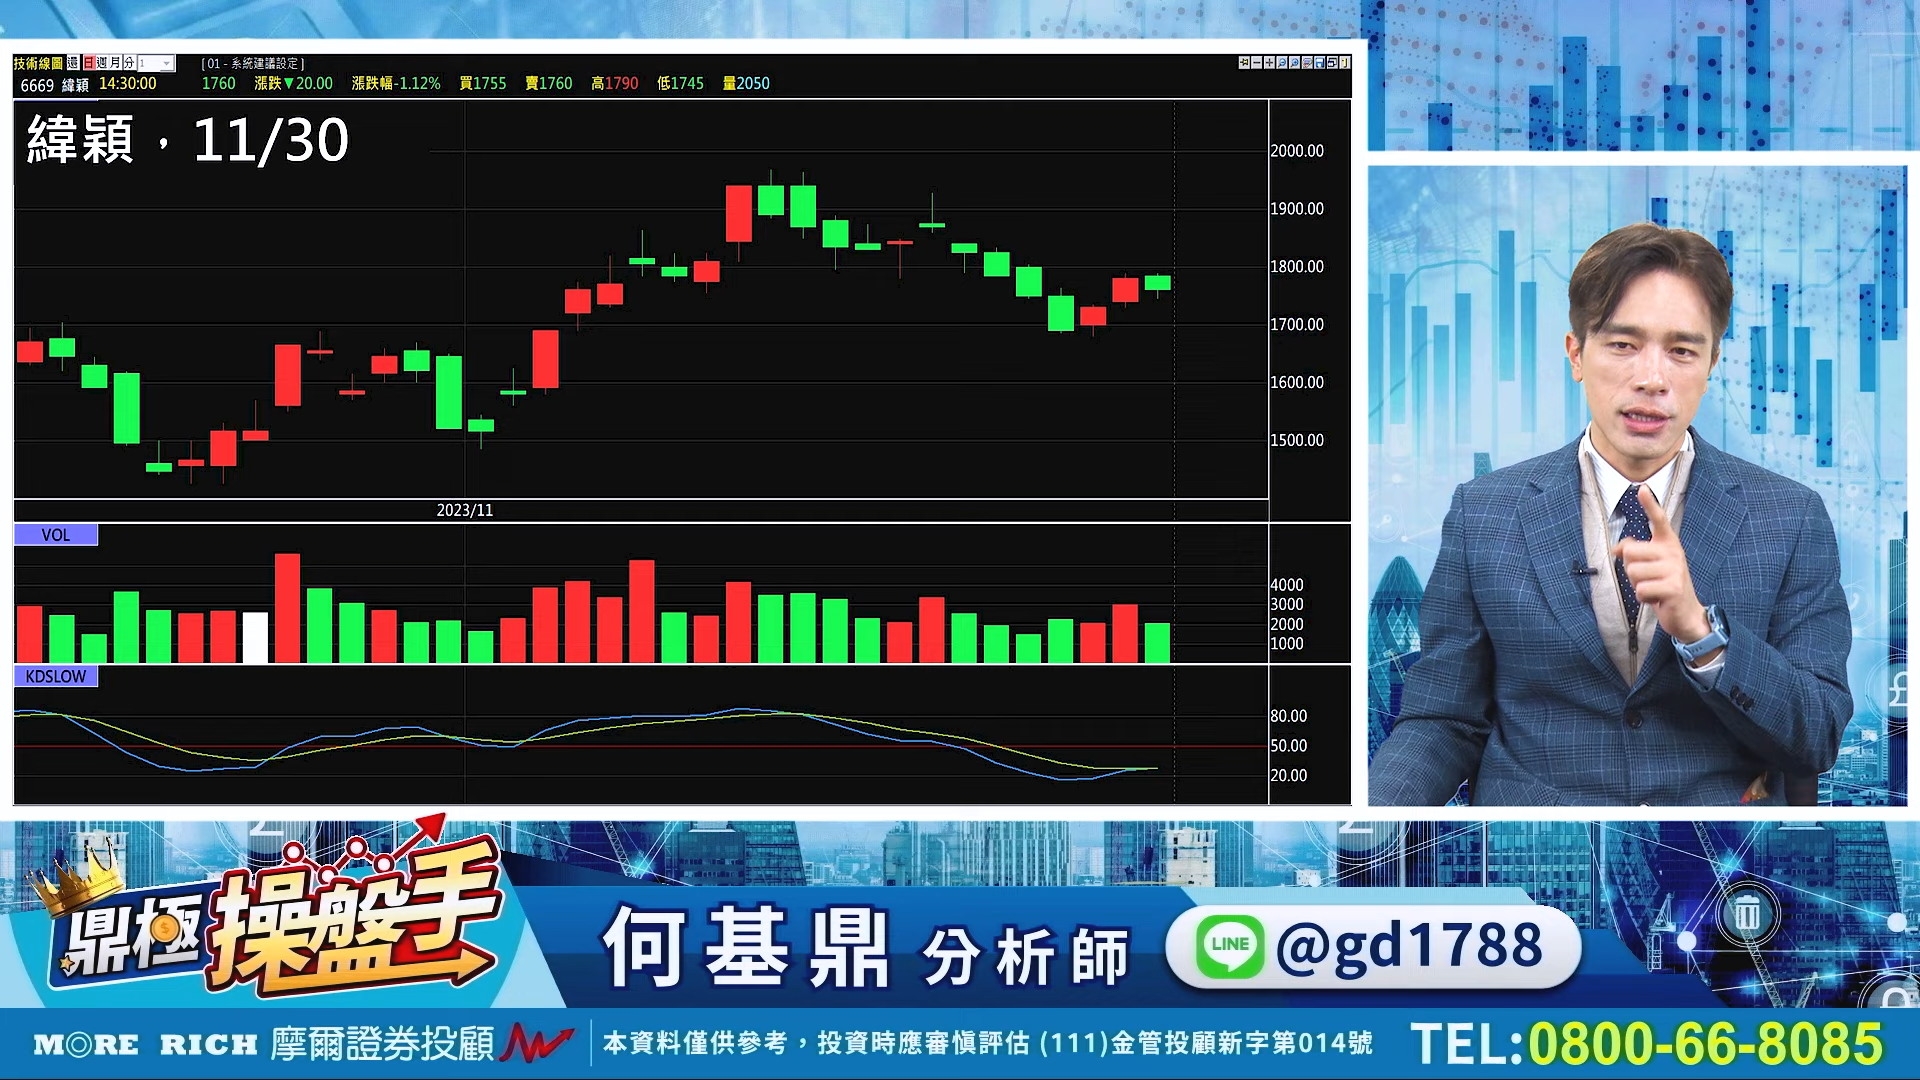 技術線圖 還 日 週 月 分 1 [ 01 - 系統建議設定 ]
6669 緯穎 14:30:00 1760 漲跌▼20.00 漲跌幅-1.12% 買1755 賣1760 高1790 低1745 量2050
緯穎，11/30
2000.00
1900.00
1800.00
1700.00
1600.00
1500.00
2023/11
VOL
4000
3000
2000
1000
KDSLOW
80.00
50.00
20.00
鼎極操盤手
何基鼎 分析師
LINE @gd1788
MORE RICH 摩爾證券投顧
本資料僅供參考，投資時應審慎評估 (111)金管投顧新字第014號
TEL:0800-66-8085